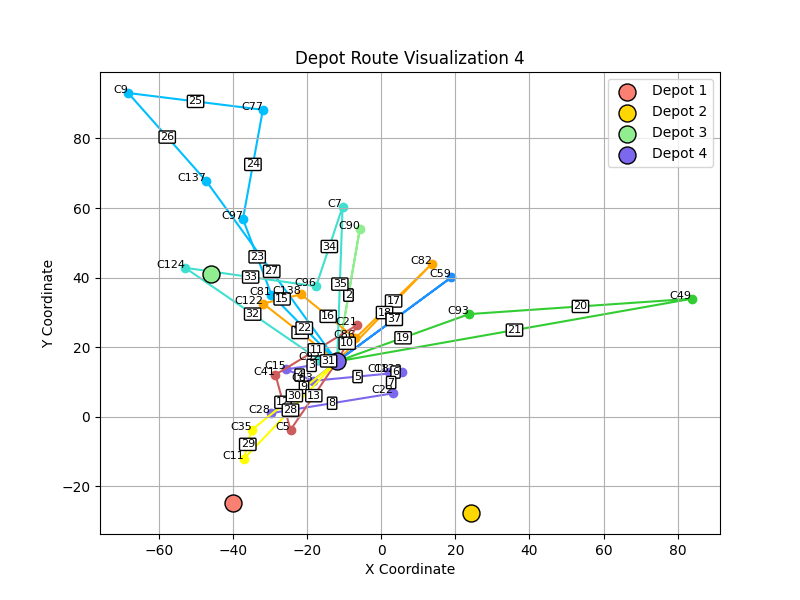 Depot Route Visualization 4
Depot 1
Depot 2
Depot 3
Depot 4
C9
25
C77
26
24
C137
C7
C97
C90
34
23
C124
27
33
C96
35
C82
C59
C81
C138
2
C122
15
17
C49
20
32
16
18
37
C93
C21
22
21
C86
10
19
11
31
C15
3
C41
5
6
7
C22
9
30
13
8
C28
28
C35
C5
29
C11
80
60
40
20
0
−20
−60
−40
−20
0
20
40
60
80
X Coordinate
Y Coordinate